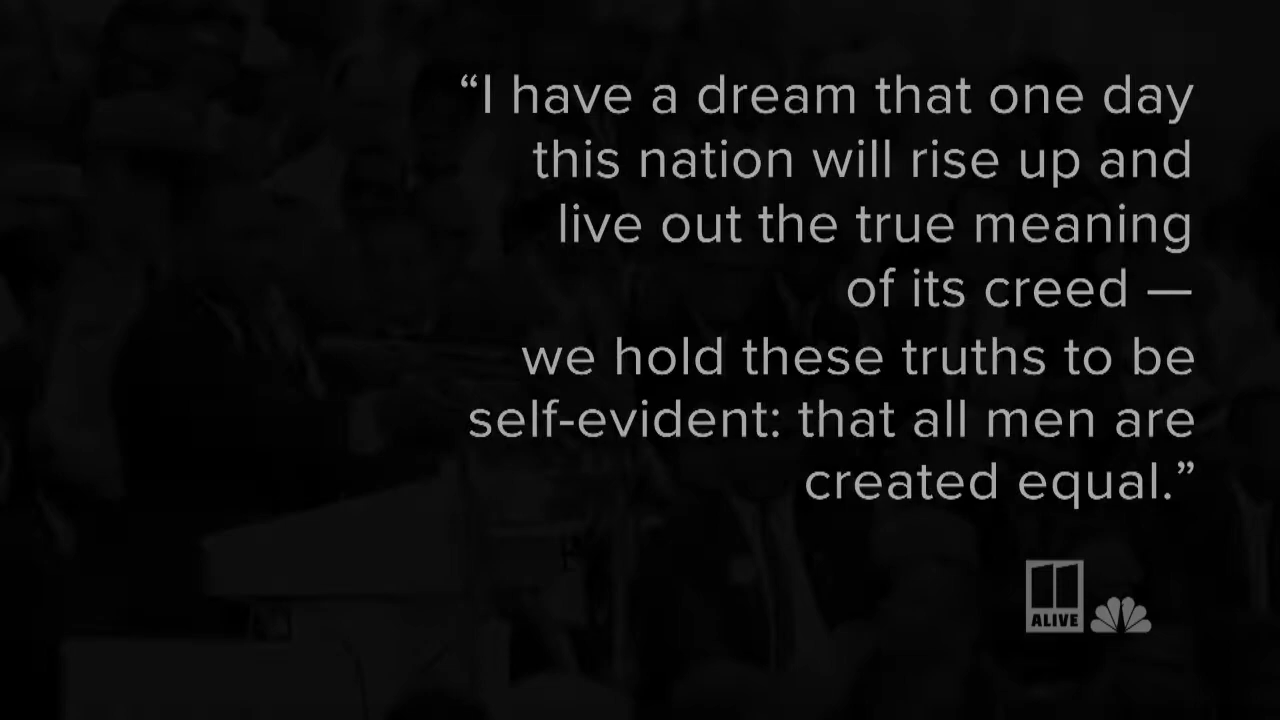 “I have a dream that one day
this nation will rise up and
live out the true meaning
of its creed —
we hold these truths to be
self-evident: that all men are
created equal.”
11
ALIVE